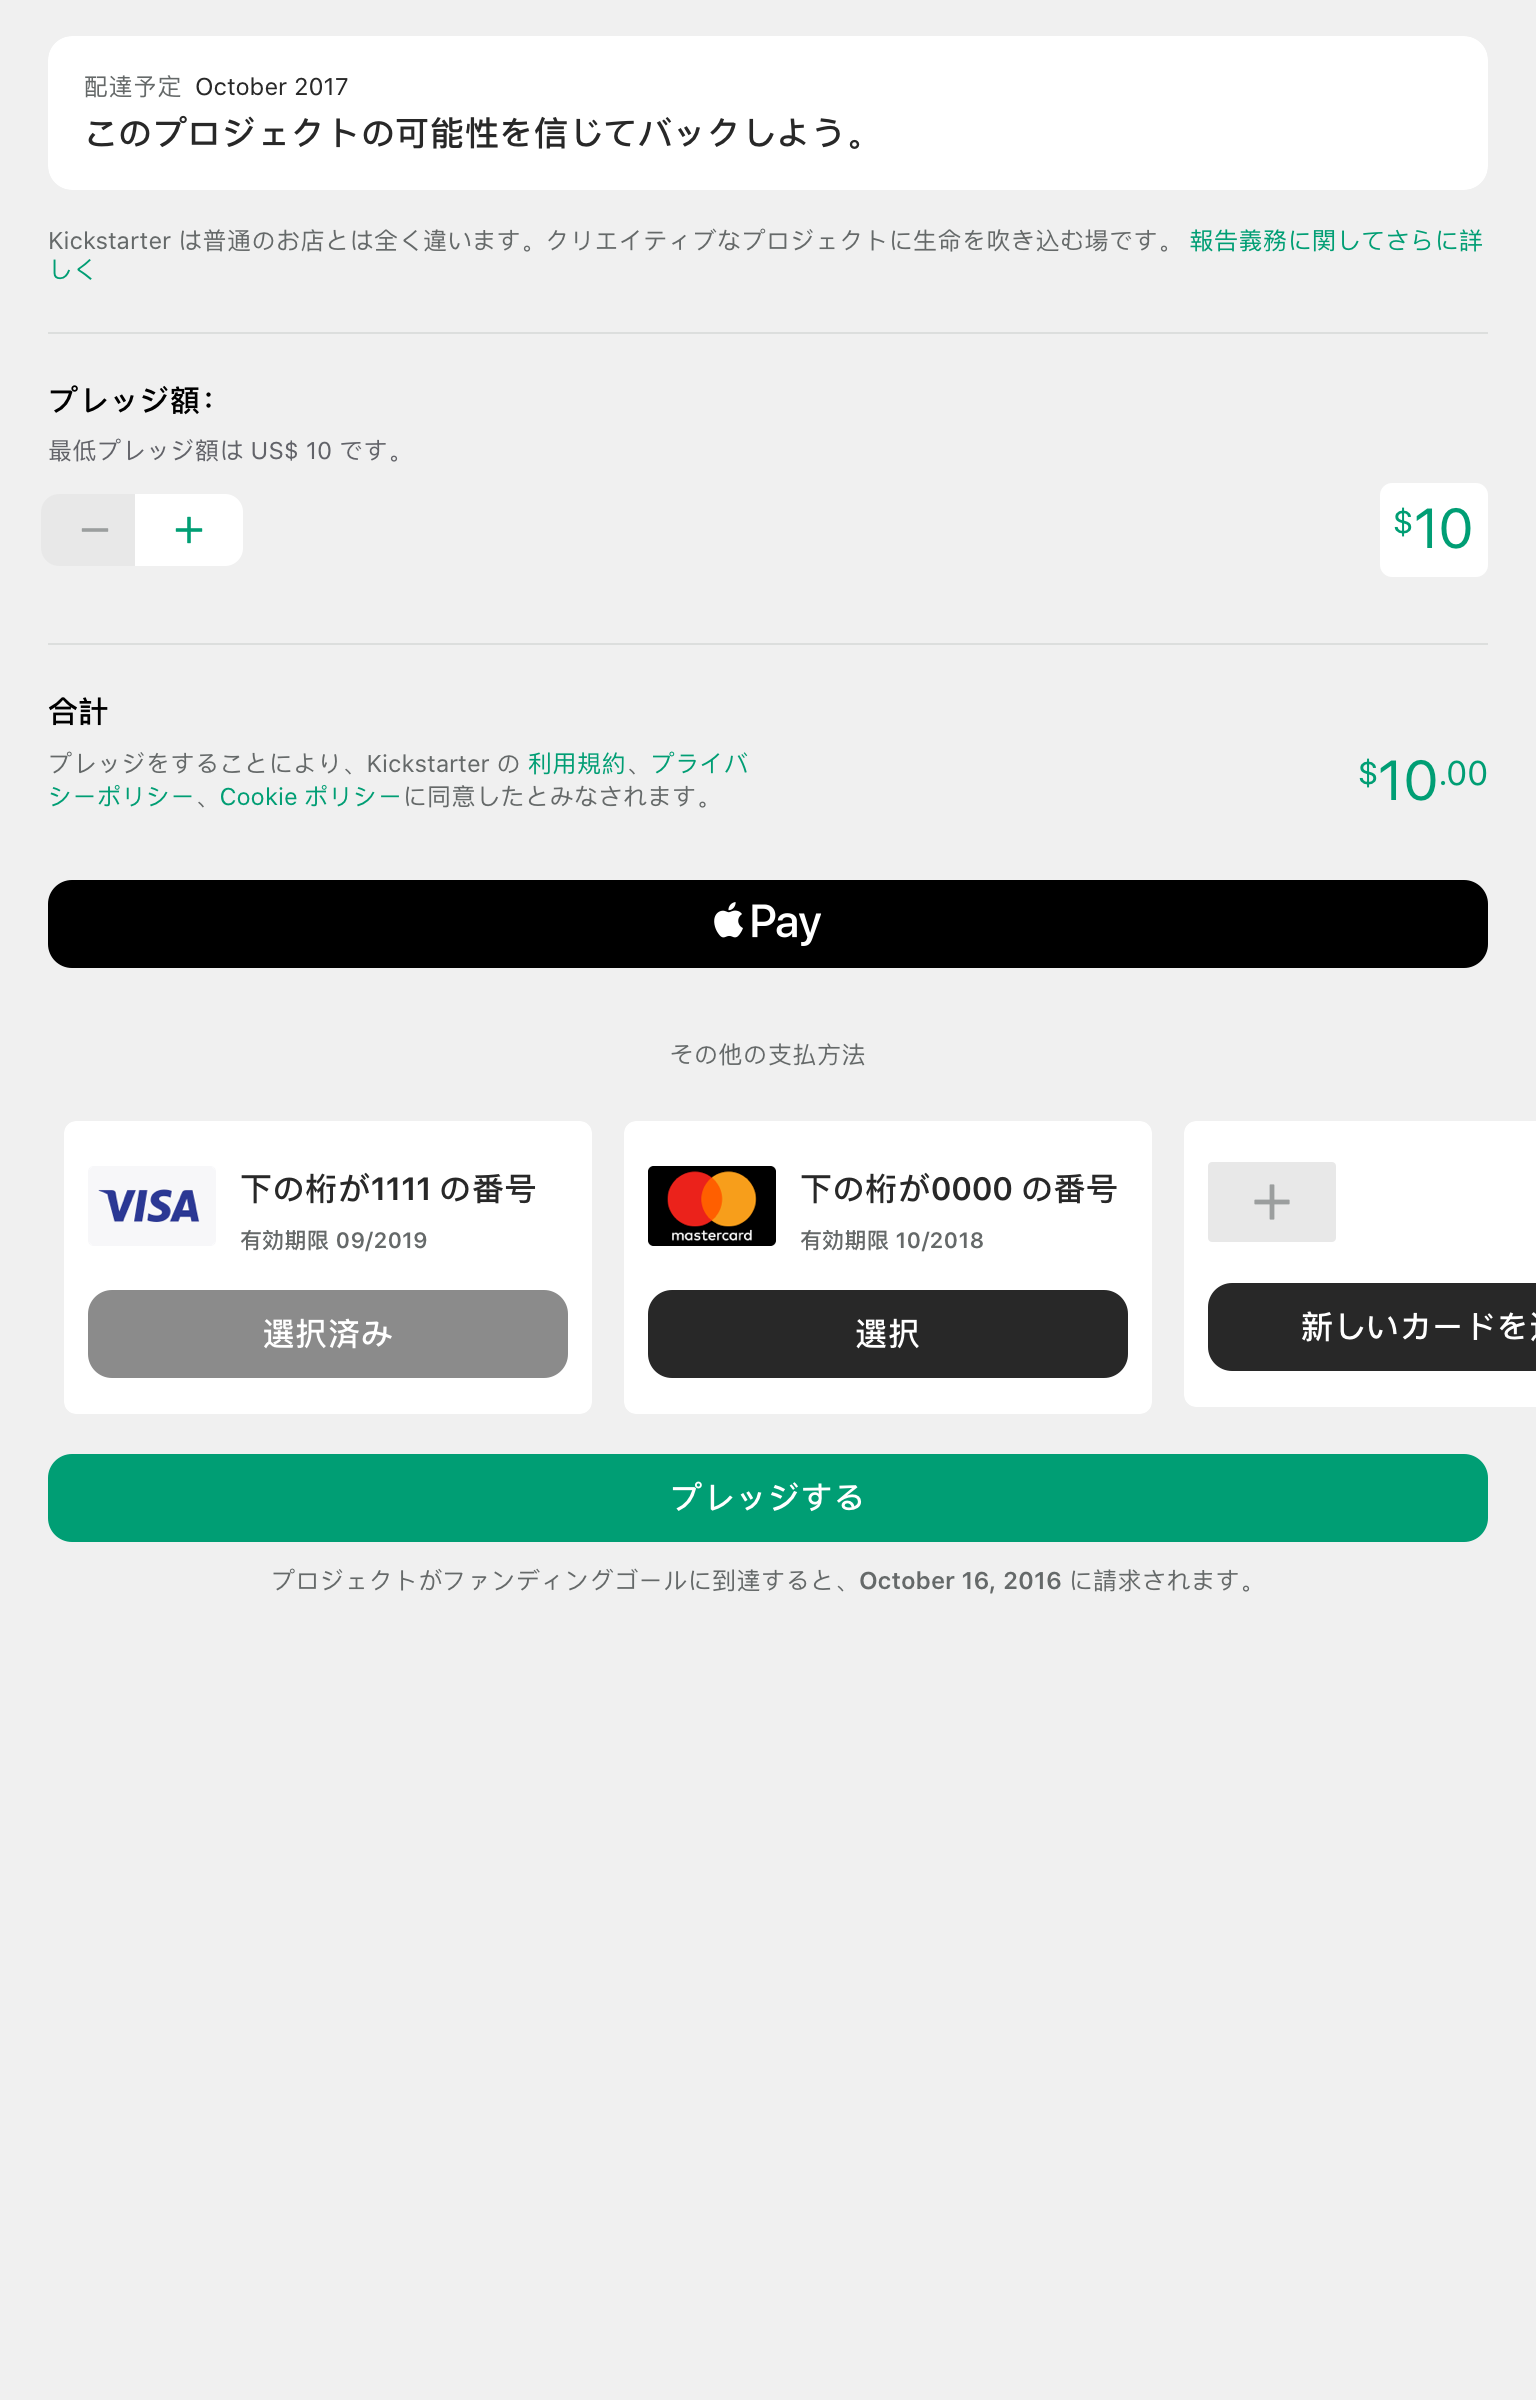 配達予定 October 2017
このプロジェクトの可能性を信じてバックしよう。
Kickstarter は普通のお店とは全く違います。クリエイティブなプロジェクトに生命を吹き込む場です。 報告義務に関してさらに詳
しく
プレッジ額：
最低プレッジ額は US$ 10 です。
− +
$10
合計
プレッジをすることにより、Kickstarter の 利用規約、プライバ
シーポリシー、Cookie ポリシーに同意したとみなされます。
$10.00
Pay
その他の支払方法
VISA
下の桁が1111 の番号
有効期限 09/2019
選択済み
mastercard
下の桁が0000 の番号
有効期限 10/2018
選択
+
新しいカードを
プレッジする
プロジェクトがファンディングゴールに到達すると、October 16, 2016 に請求されます。